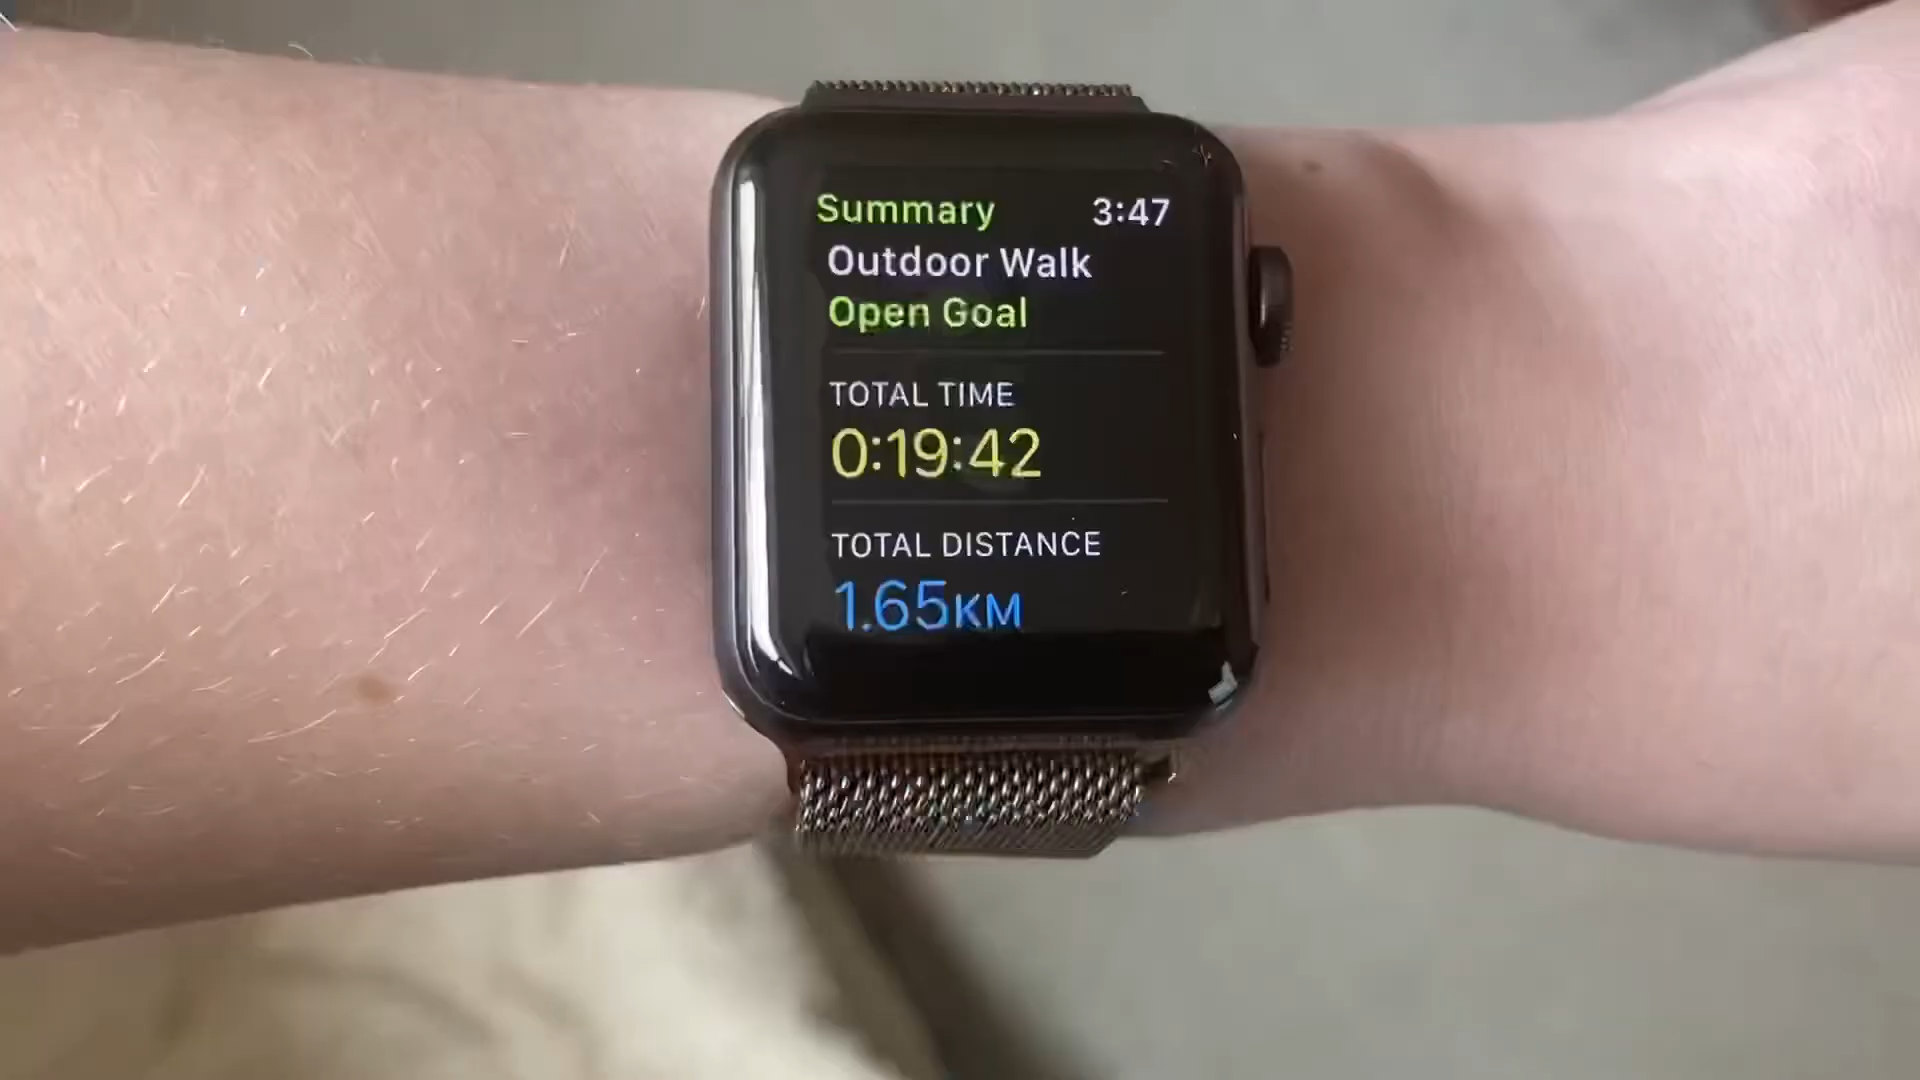 Summary 3:47
Outdoor Walk
Open Goal
TOTAL TIME
0:19:42
TOTAL DISTANCE
1.65KM